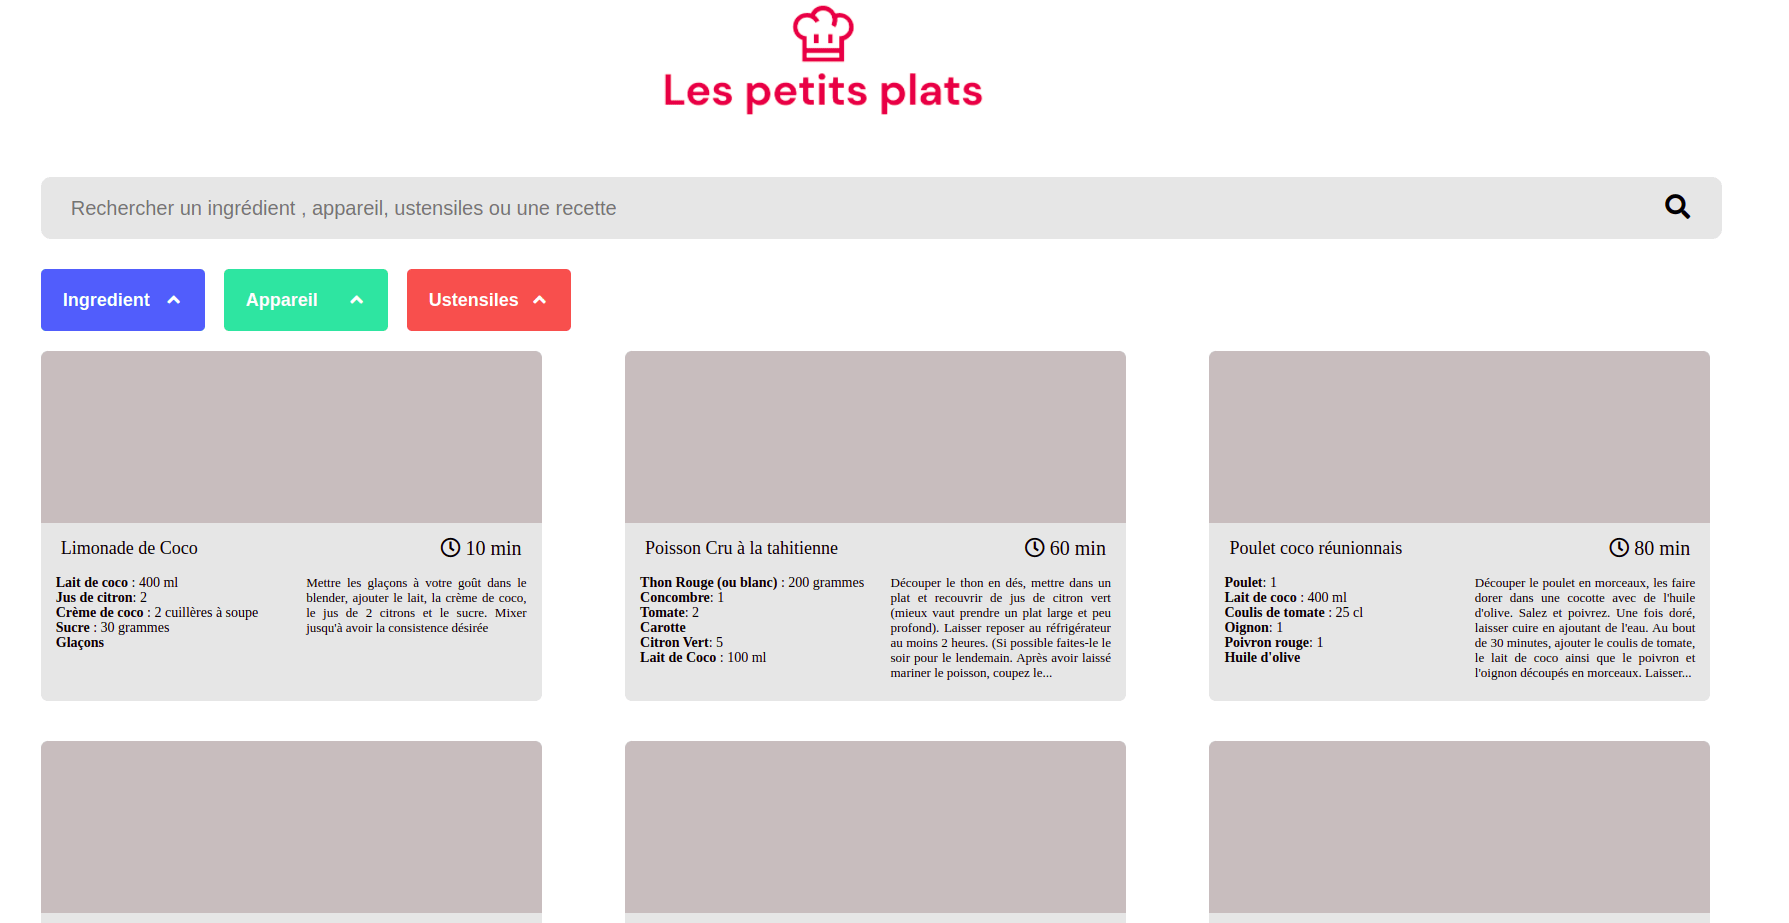 Les petits plats
Rechercher un ingrédient , appareil, ustensiles ou une recette
Ingredient
Appareil
Ustensiles
Limonade de Coco
10 min
Lait de coco : 400 ml
Jus de citron: 2
Crème de coco : 2 cuillères à soupe
Sucre : 30 grammes
Glaçons
Mettre les glaçons à votre goût dans le
blender, ajouter le lait, la crème de coco,
le jus de 2 citrons et le sucre. Mixer
jusqu'à avoir la consistence désirée
Poisson Cru à la tahitienne
60 min
Thon Rouge (ou blanc) : 200 grammes
Concombre: 1
Tomate: 2
Carotte
Citron Vert: 5
Lait de Coco : 100 ml
Découper le thon en dés, mettre dans un
plat et recouvrir de jus de citron vert
(mieux vaut prendre un plat large et peu
profond). Laisser reposer au réfrigérateur
au moins 2 heures. (Si possible faites-le le
soir pour le lendemain. Après avoir laissé
mariner le poisson, coupez le...
Poulet coco réunionnais
80 min
Poulet: 1
Lait de coco : 400 ml
Coulis de tomate : 25 cl
Oignon: 1
Poivron rouge: 1
Huile d'olive
Découper le poulet en morceaux, les faire
dorer dans une cocotte avec de l'huile
d'olive. Salez et poivrez. Une fois doré,
laisser cuire en ajoutant de l'eau. Au bout
de 30 minutes, ajouter le coulis de tomate,
le lait de coco ainsi que le poivron et
l'oignon découpés en morceaux. Laisser...